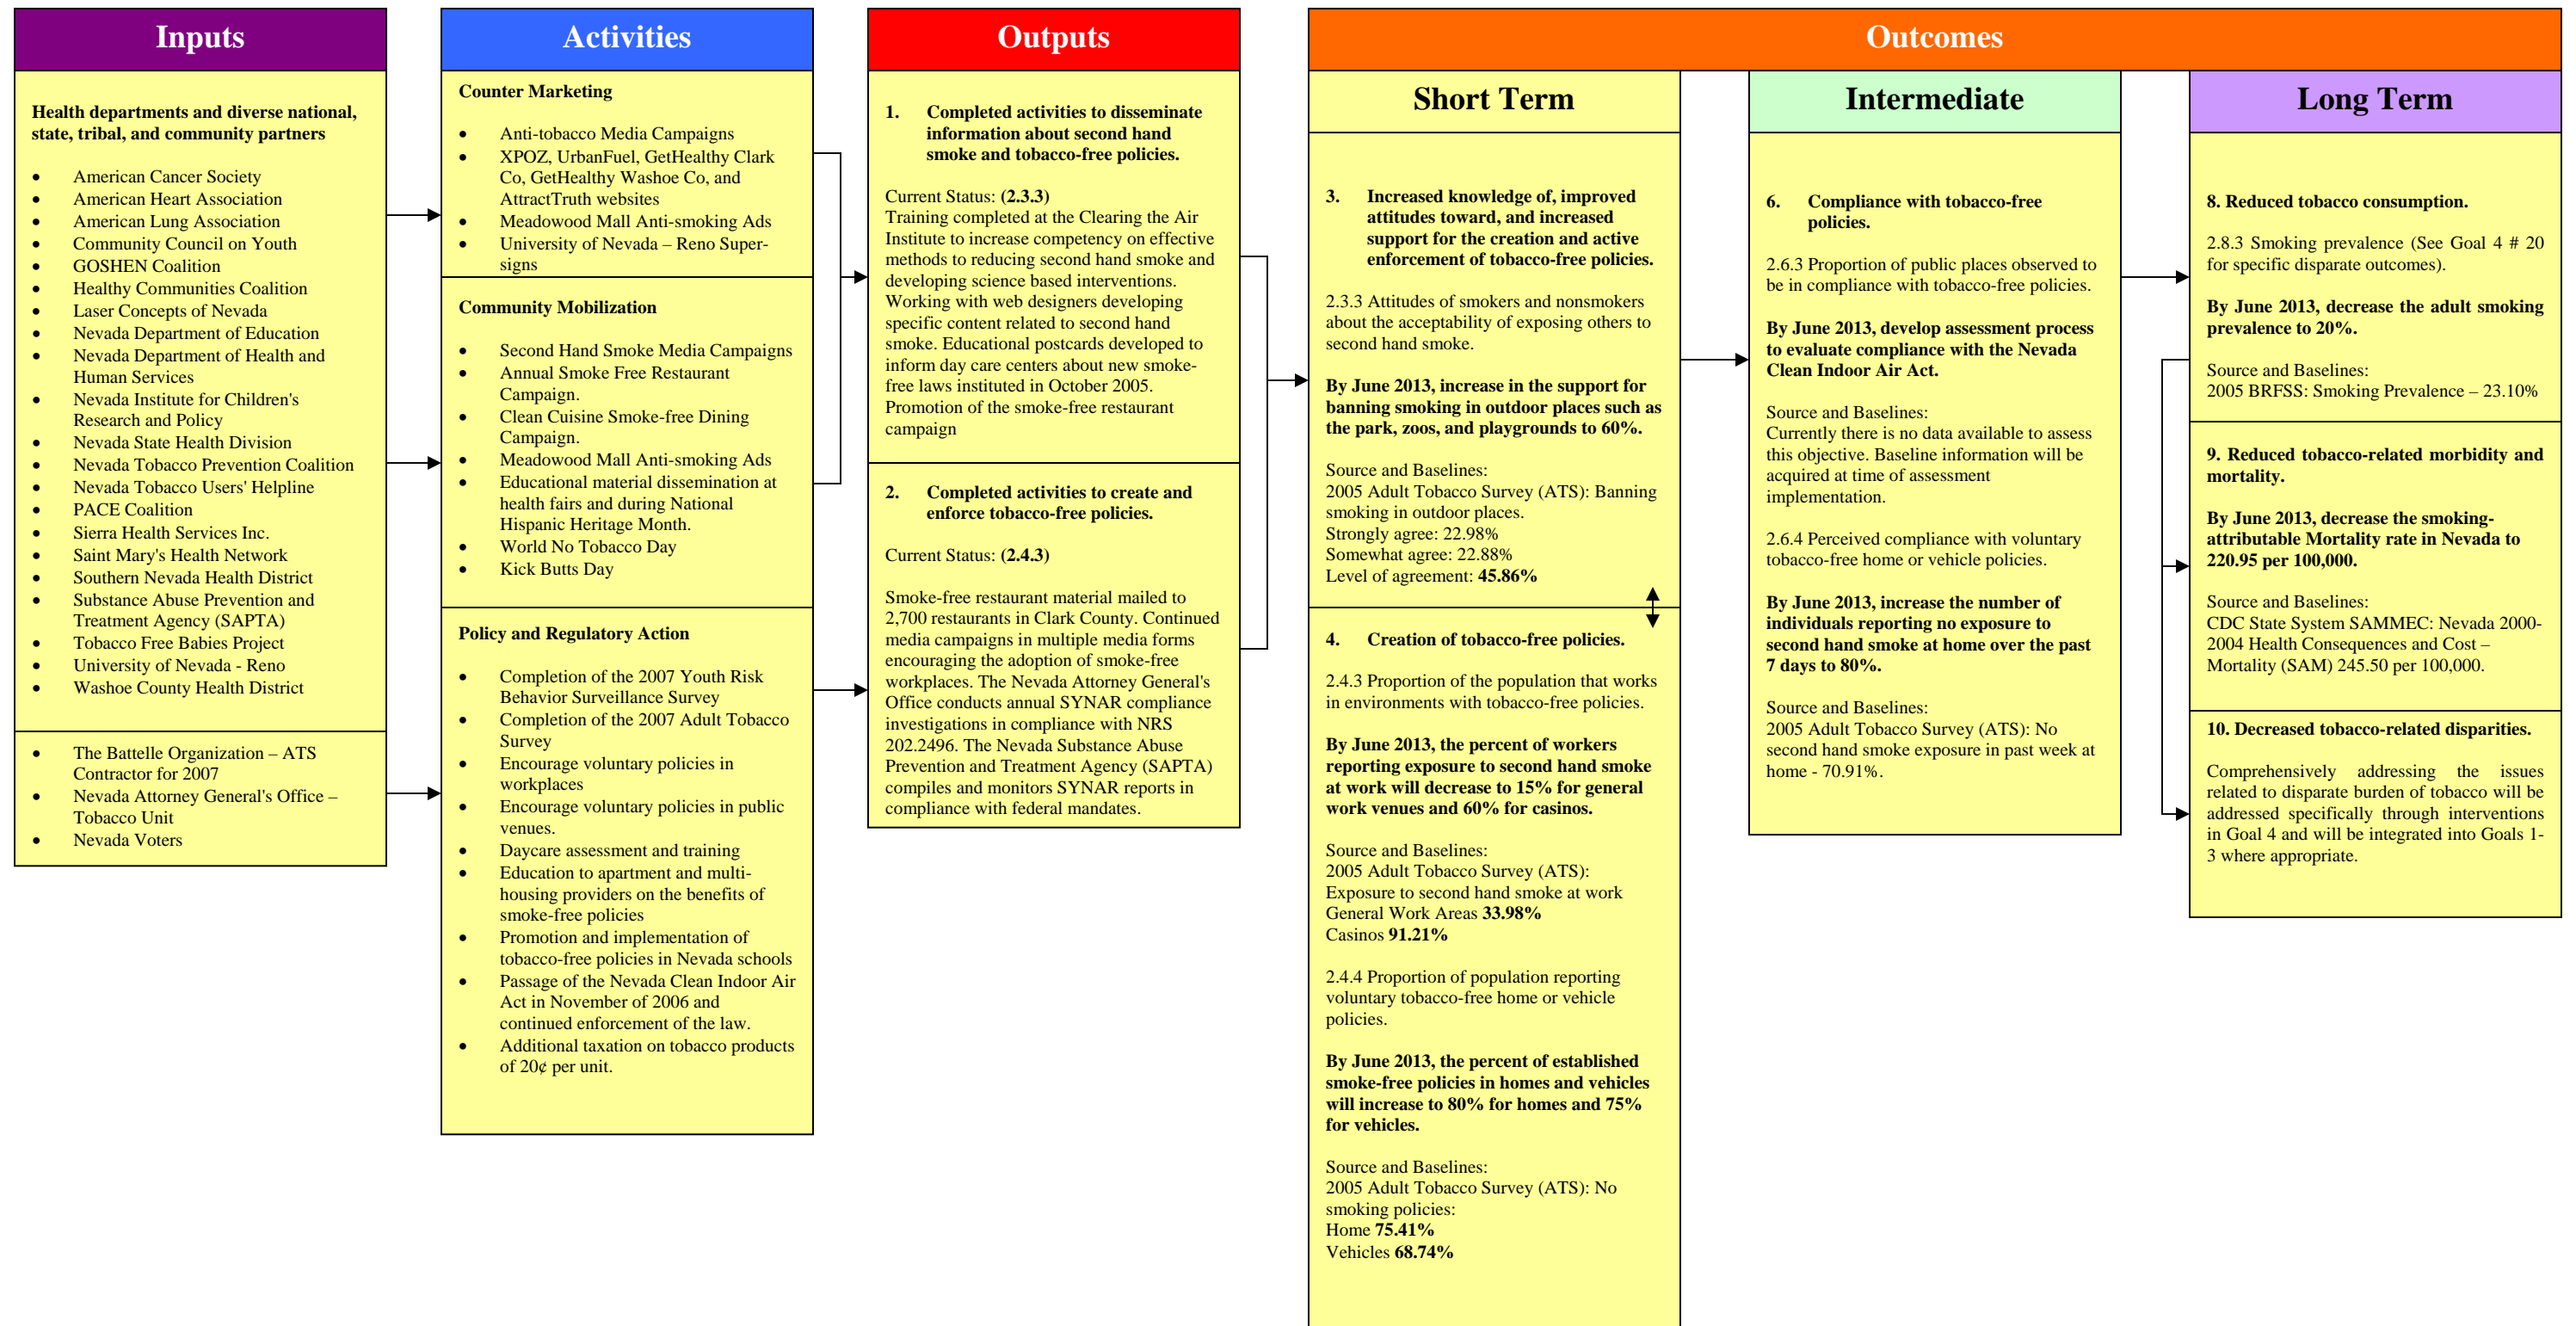 Inputs
Health departments and diverse national,
state, tribal, and community partners
• American Cancer Society
• American Heart Association
• American Lung Association
• Community Council on Youth
• GOSHEN Coalition
• Healthy Communities Coalition
• Laser Concepts of Nevada
• Nevada Department of Education
• Nevada Department of Health and
Human Services
• Nevada Institute for Children's
Research and Policy
• Nevada State Health Division
• Nevada Tobacco Prevention Coalition
• Nevada Tobacco Users' Helpline
• PACE Coalition
• Sierra Health Services Inc.
• Saint Mary's Health Network
• Southern Nevada Health District
• Substance Abuse Prevention and
Treatment Agency (SAPTA)
• Tobacco Free Babies Project
• University of Nevada - Reno
• Washoe County Health District
• The Battelle Organization – ATS
Contractor for 2007
• Nevada Attorney General's Office –
Tobacco Unit
• Nevada Voters
Activities
Counter Marketing
• Anti-tobacco Media Campaigns
• XPOZ, UrbanFuel, GetHealthy Clark
Co, GetHealthy Washoe Co, and
AttractTruth websites
• Meadowood Mall Anti-smoking Ads
• University of Nevada – Reno Super-
signs
Community Mobilization
• Second Hand Smoke Media Campaigns
• Annual Smoke Free Restaurant
Campaign.
• Clean Cuisine Smoke-free Dining
Campaign.
• Meadowood Mall Anti-smoking Ads
• Educational material dissemination at
health fairs and during National
Hispanic Heritage Month.
• World No Tobacco Day
• Kick Butts Day
Policy and Regulatory Action
• Completion of the 2007 Youth Risk
Behavior Surveillance Survey
• Completion of the 2007 Adult Tobacco
Survey
• Encourage voluntary policies in
workplaces
• Encourage voluntary policies in public
venues.
• Daycare assessment and training
• Education to apartment and multi-
housing providers on the benefits of
smoke-free policies
• Promotion and implementation of
tobacco-free policies in Nevada schools
• Passage of the Nevada Clean Indoor Air
Act in November of 2006 and
continued enforcement of the law.
• Additional taxation on tobacco products
of 20¢ per unit.
Outputs
1. Completed activities to disseminate
information about second hand
smoke and tobacco-free policies.
Current Status: (2.3.3)
Training completed at the Clearing the Air
Institute to increase competency on effective
methods to reducing second hand smoke and
developing science based interventions.
Working with web designers developing
specific content related to second hand
smoke. Educational postcards developed to
inform day care centers about new smoke-
free laws instituted in October 2005.
Promotion of the smoke-free restaurant
campaign
2. Completed activities to create and
enforce tobacco-free policies.
Current Status: (2.4.3)
Smoke-free restaurant material mailed to
2,700 restaurants in Clark County. Continued
media campaigns in multiple media forms
encouraging the adoption of smoke-free
workplaces. The Nevada Attorney General's
Office conducts annual SYNAR compliance
investigations in compliance with NRS
202.2496. The Nevada Substance Abuse
Prevention and Treatment Agency (SAPTA)
compiles and monitors SYNAR reports in
compliance with federal mandates.
Outcomes
Short Term
3. Increased knowledge of, improved
attitudes toward, and increased
support for the creation and active
enforcement of tobacco-free policies.
2.3.3 Attitudes of smokers and nonsmokers
about the acceptability of exposing others to
second hand smoke.
By June 2013, increase in the support for
banning smoking in outdoor places such as
the park, zoos, and playgrounds to 60%.
Source and Baselines:
2005 Adult Tobacco Survey (ATS): Banning
smoking in outdoor places.
Strongly agree: 22.98%
Somewhat agree: 22.88%
Level of agreement: 45.86%
4. Creation of tobacco-free policies.
2.4.3 Proportion of the population that works
in environments with tobacco-free policies.
By June 2013, the percent of workers
reporting exposure to second hand smoke
at work will decrease to 15% for general
work venues and 60% for casinos.
Source and Baselines:
2005 Adult Tobacco Survey (ATS):
Exposure to second hand smoke at work
General Work Areas 33.98%
Casinos 91.21%
2.4.4 Proportion of population reporting
voluntary tobacco-free home or vehicle
policies.
By June 2013, the percent of established
smoke-free policies in homes and vehicles
will increase to 80% for homes and 75%
for vehicles.
Source and Baselines:
2005 Adult Tobacco Survey (ATS): No
smoking policies:
Home 75.41%
Vehicles 68.74%
Intermediate
6. Compliance with tobacco-free
policies.
2.6.3 Proportion of public places observed to
be in compliance with tobacco-free policies.
By June 2013, develop assessment process
to evaluate compliance with the Nevada
Clean Indoor Air Act.
Source and Baselines:
Currently there is no data available to assess
this objective. Baseline information will be
acquired at time of assessment
implementation.
2.6.4 Perceived compliance with voluntary
tobacco-free home or vehicle policies.
By June 2013, increase the number of
individuals reporting no exposure to
second hand smoke at home over the past
7 days to 80%.
Source and Baselines:
2005 Adult Tobacco Survey (ATS): No
second hand smoke exposure in past week at
home - 70.91%.
Long Term
8. Reduced tobacco consumption.
2.8.3 Smoking prevalence (See Goal 4 # 20
for specific disparate outcomes).
By June 2013, decrease the adult smoking
prevalence to 20%.
Source and Baselines:
2005 BRFSS: Smoking Prevalence – 23.10%
9. Reduced tobacco-related morbidity and
mortality.
By June 2013, decrease the smoking-
attributable Mortality rate in Nevada to
220.95 per 100,000.
Source and Baselines:
CDC State System SAMMEC: Nevada 2000-
2004 Health Consequences and Cost –
Mortality (SAM) 245.50 per 100,000.
10. Decreased tobacco-related disparities.
Comprehensively addressing the issues
related to disparate burden of tobacco will be
addressed specifically through interventions
in Goal 4 and will be integrated into Goals 1-
3 where appropriate.